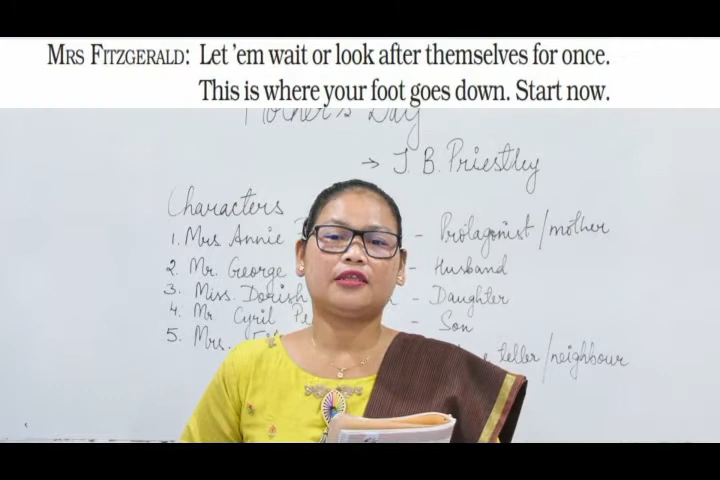 MRS FITZGERALD: Let 'em wait or look after themselves for once.
This is where your foot goes down. Start now.
Mother's Day
→ J. B. Priestley
Characters
1. Mrs Annie - Protagonist/mother
2. Mr. George - Husband
3. Miss. Dorish - Daughter
4. Mr Cyril - Son
5. Mrs. teller/neighbour